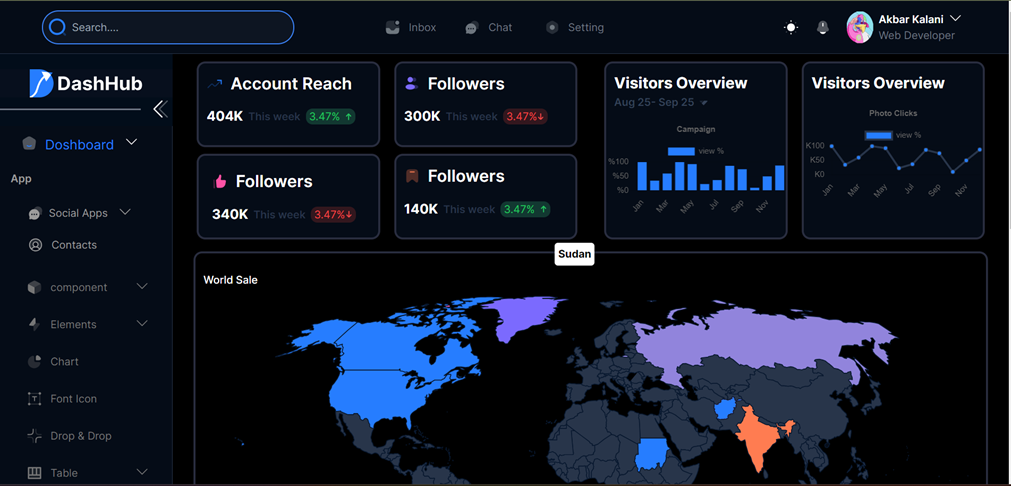 Search....
Inbox
Chat
Setting
Akbar Kalani
Web Developer
DashHub
Doshboard
App
Social Apps
Contacts
component
Elements
Chart
Font Icon
Drop & Drop
Table
Account Reach
404K This week 3.47% ↑
Followers
300K This week 3.47%↓
Followers
340K This week 3.47%↓
Followers
140K This week 3.47% ↑
Visitors Overview
Aug 25- Sep 25
Campaign
view %
%100
%50
%0
Jan Mar May Jul Sep Nov
Visitors Overview
Photo Clicks
view %
K100
K50
K0
Jan Mar May Jul Sep Nov
Sudan
World Sale